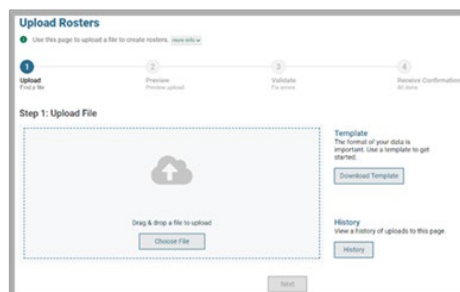 Upload Rosters
Use this page to upload a file to create rosters. more info
1
2
3
4
Upload
Find a file
Preview
Preview upload
Validate
Fix errors
Receive Confirmation
All done
Step 1: Upload File
Drag & drop a file to upload
Choose File
Template
The format of your data is
important. Use a template to get
started.
Download Template
History
View a history of uploads to this page.
History
Next